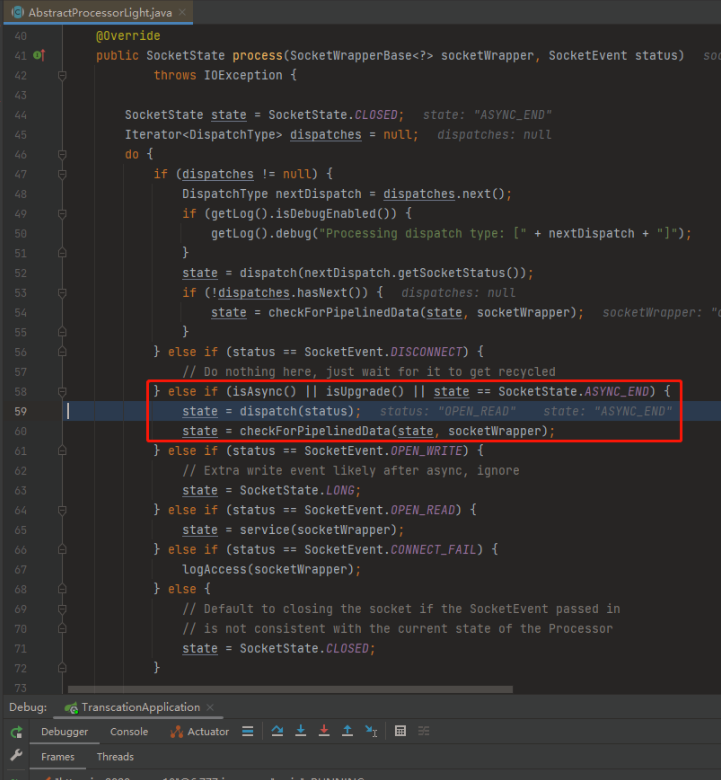 AbstractProcessorLight.java
40 @Override
41 public SocketState process(SocketWrapperBase<?> socketWrapper, SocketEvent status)
42 throws IOException {
43
44 SocketState state = SocketState.CLOSED; state: "ASYNC_END"
45 Iterator<DispatchType> dispatches = null; dispatches: null
46 do {
47 if (dispatches != null) {
48 DispatchType nextDispatch = dispatches.next();
49 if (getLog().isDebugEnabled()) {
50 getLog().debug("Processing dispatch type: [" + nextDispatch + "]");
51 }
52 state = dispatch(nextDispatch.getSocketStatus());
53 if (!dispatches.hasNext()) { dispatches: null
54 state = checkForPipelinedData(state, socketWrapper); socketWrapper:
55 }
56 } else if (status == SocketEvent.DISCONNECT) {
57 // Do nothing here, just wait for it to get recycled
58 } else if (isAsync() || isUpgrade() || state == SocketState.ASYNC_END) {
59 state = dispatch(status); status: "OPEN_READ" state: "ASYNC_END"
60 state = checkForPipelinedData(state, socketWrapper);
61 } else if (status == SocketEvent.OPEN_WRITE) {
62 // Extra write event likely after async, ignore
63 state = SocketState.LONG;
64 } else if (status == SocketEvent.OPEN_READ) {
65 state = service(socketWrapper);
66 } else if (status == SocketEvent.CONNECT_FAIL) {
67 logAccess(socketWrapper);
68 } else {
69 // Default to closing the socket if the SocketEvent passed in
70 // is not consistent with the current state of the Processor
71 state = SocketState.CLOSED;
72 }
73
Debug: TranscationApplication
Debugger Console Actuator
Frames Threads